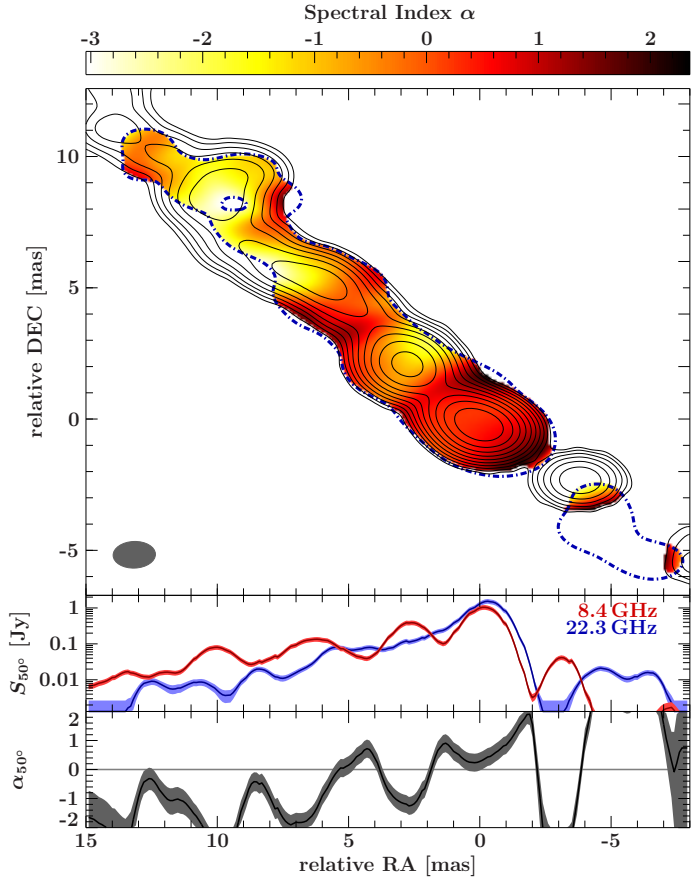 Spectral Index α
-3 -2 -1 0 1 2
relative DEC [mas]
10
5
0
-5
S50° [Jy]
1
0.1
0.01
8.4 GHz
22.3 GHz
α50°
2
1
0
-1
-2
15 10 5 0 -5
relative RA [mas]